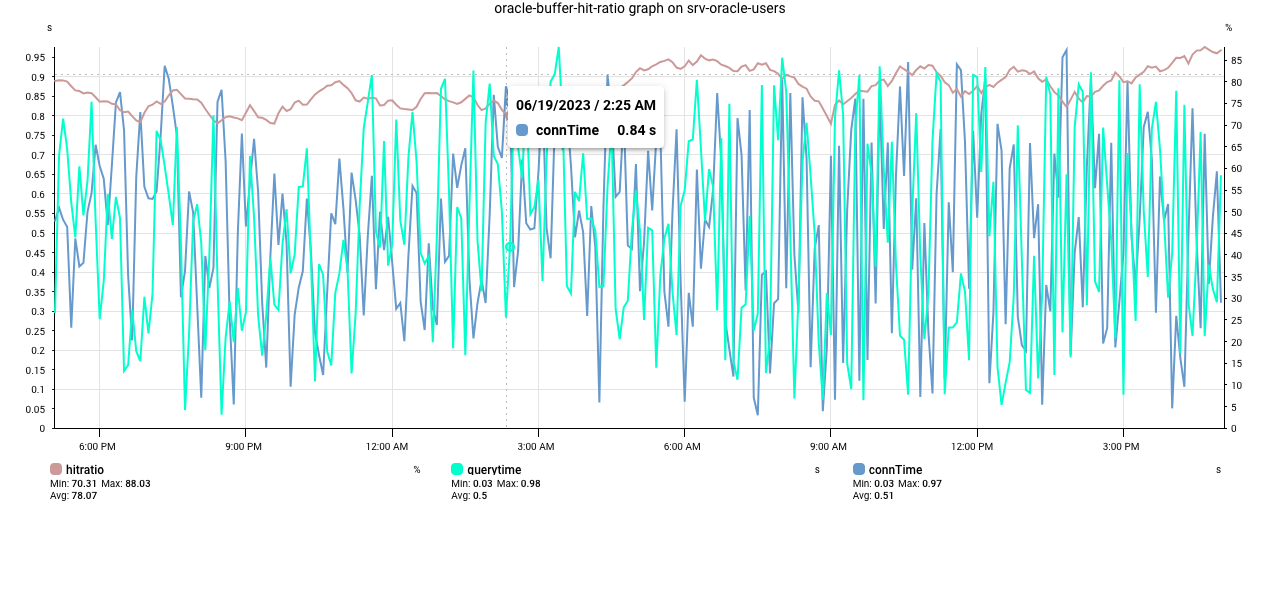 oracle-buffer-hit-ratio graph on srv-oracle-users
s
%
0.95
0.9
0.85
0.8
0.75
0.7
0.65
0.6
0.55
0.5
0.45
0.4
0.35
0.3
0.25
0.2
0.15
0.1
0.05
0
85
80
75
70
65
60
55
50
45
40
35
30
25
20
15
10
5
0
06/19/2023 / 2:25 AM
connTime 0.84 s
6:00 PM 9:00 PM 12:00 AM 3:00 AM 6:00 AM 9:00 AM 12:00 PM 3:00 PM
hitratio %
Min: 70.31 Max: 88.03
Avg: 78.07
querytime s
Min: 0.03 Max: 0.98
Avg: 0.5
connTime s
Min: 0.03 Max: 0.97
Avg: 0.51